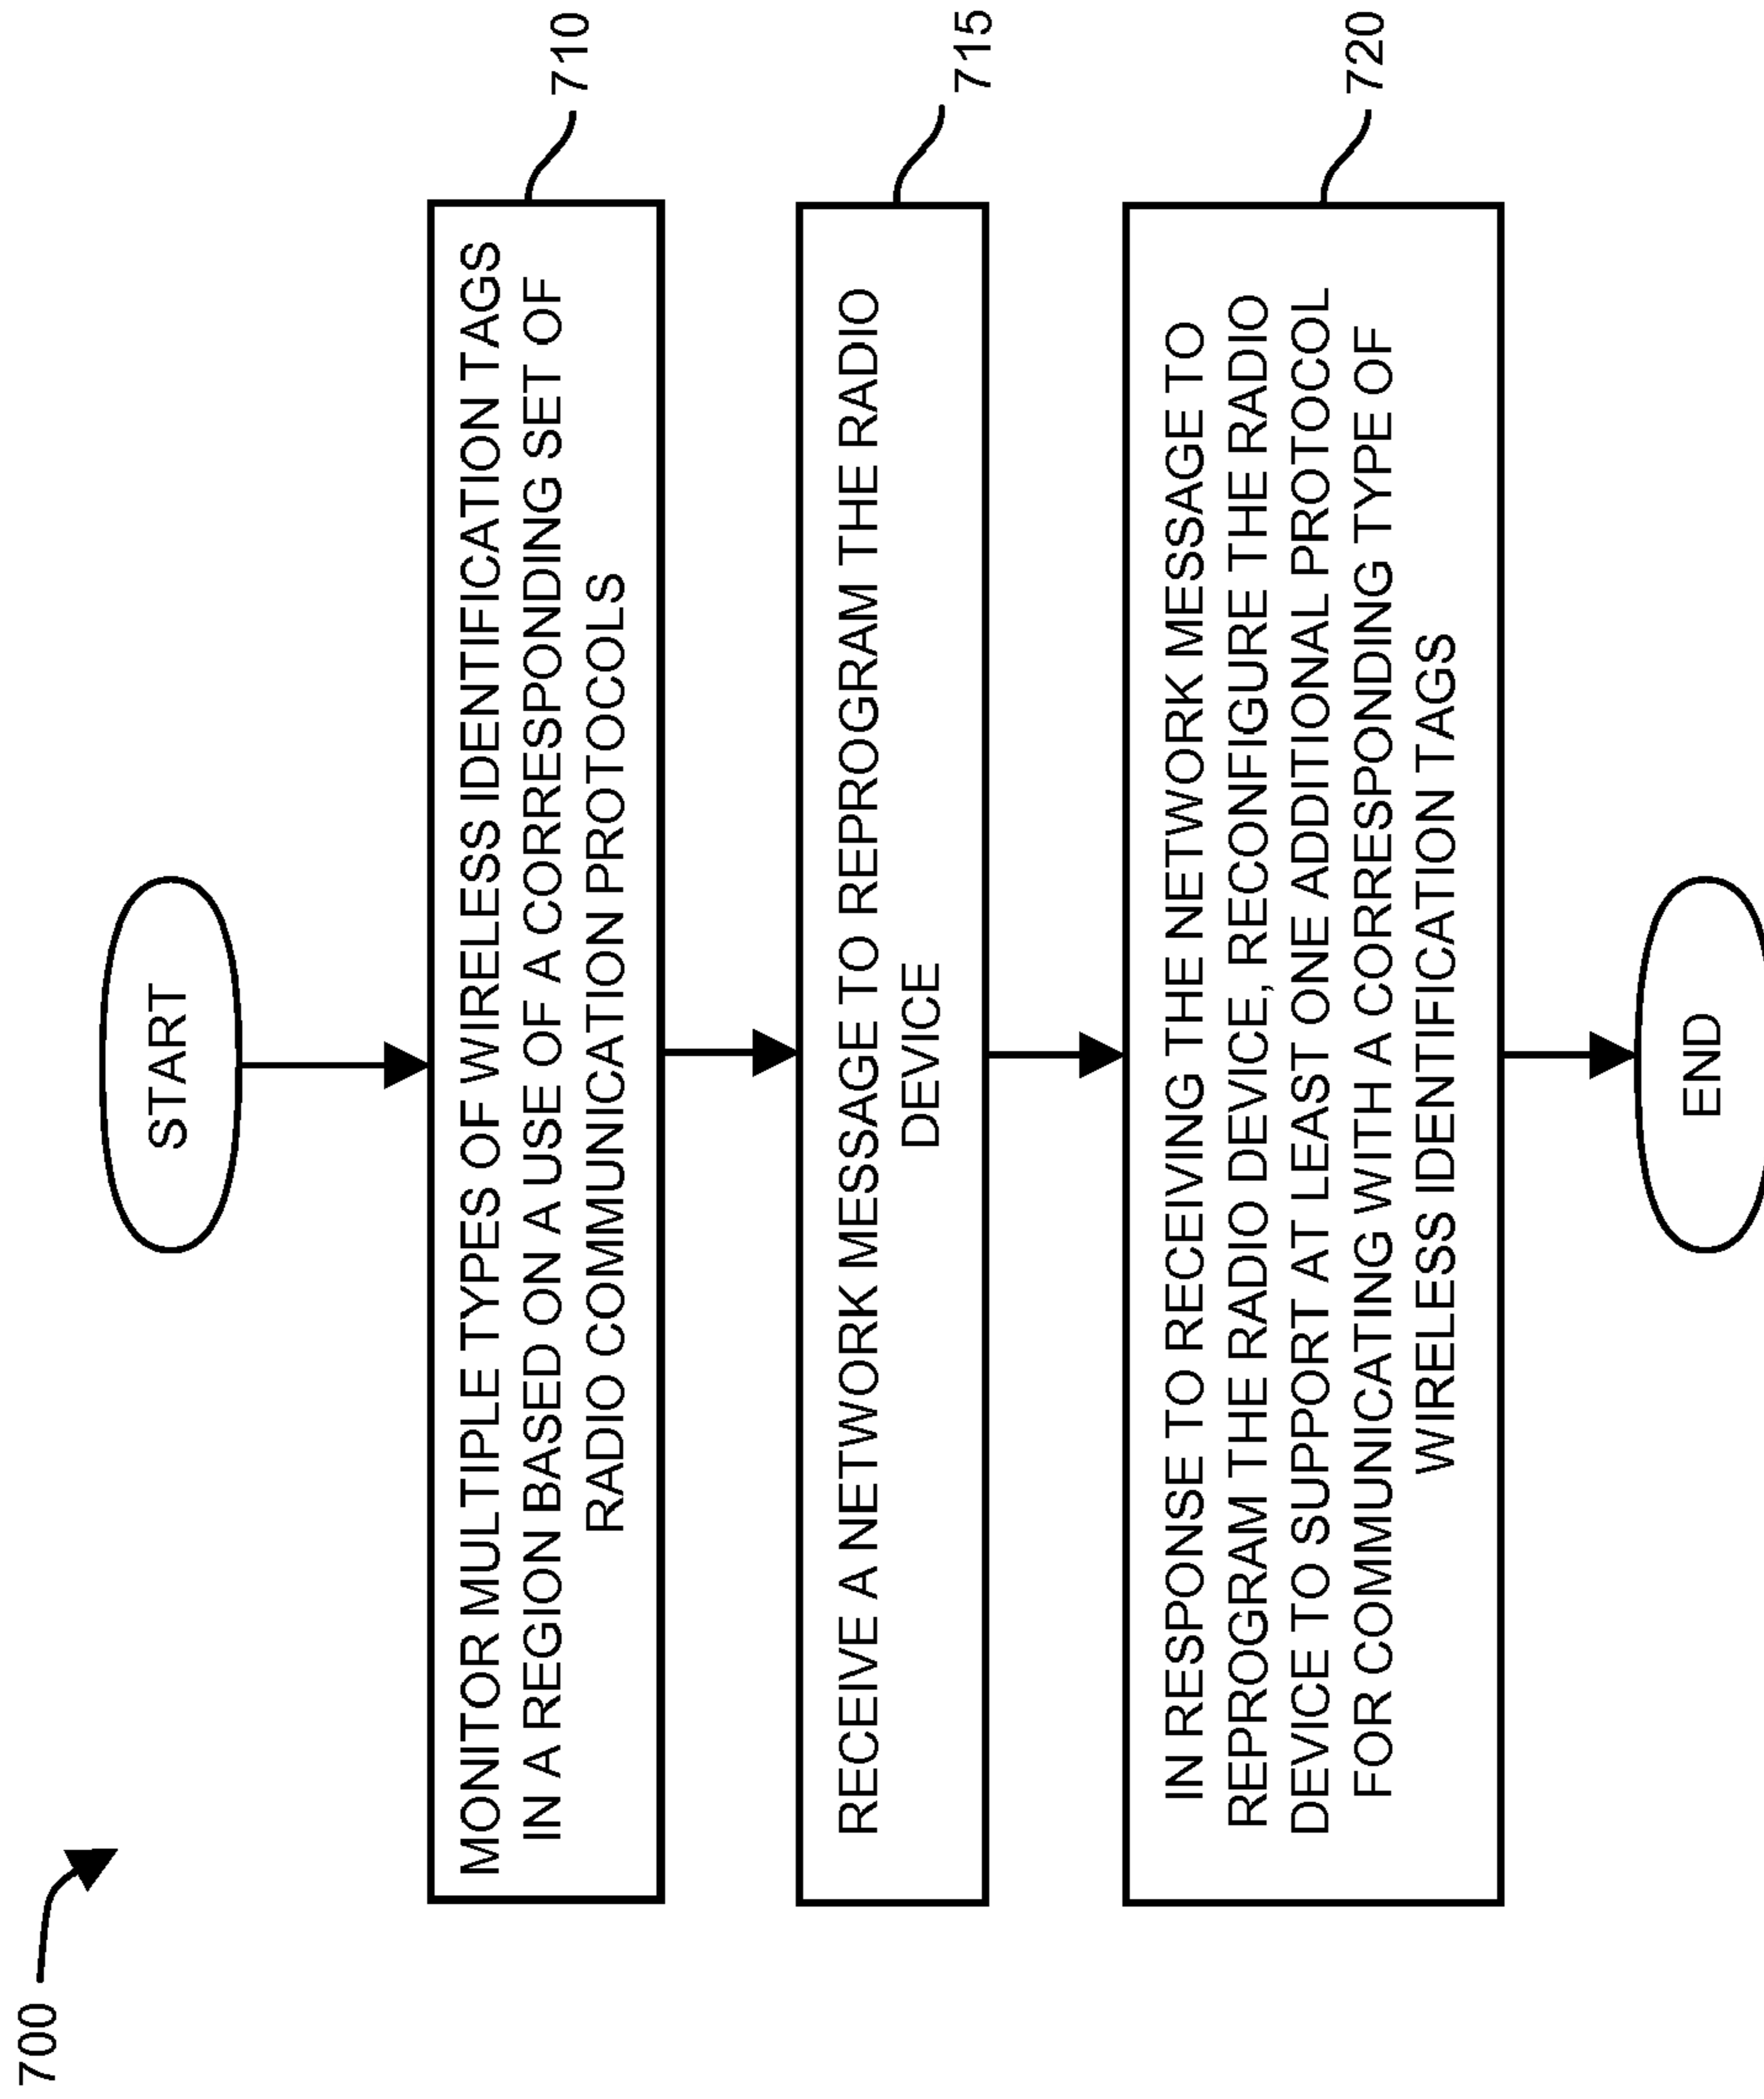 700
START
MONITOR MULTIPLE TYPES OF WIRELESS IDENTIFICATION TAGS
IN A REGION BASED ON A USE OF A CORRESPONDING SET OF
RADIO COMMUNICATION PROTOCOLS
710
RECEIVE A NETWORK MESSAGE TO REPROGRAM THE RADIO
DEVICE
715
IN RESPONSE TO RECEIVING THE NETWORK MESSAGE TO
REPROGRAM THE RADIO DEVICE, RECONFIGURE THE RADIO
DEVICE TO SUPPORT AT LEAST ONE ADDITIONAL PROTOCOL
FOR COMMUNICATING WITH A CORRESPONDING TYPE OF
WIRELESS IDENTIFICATION TAGS
720
END